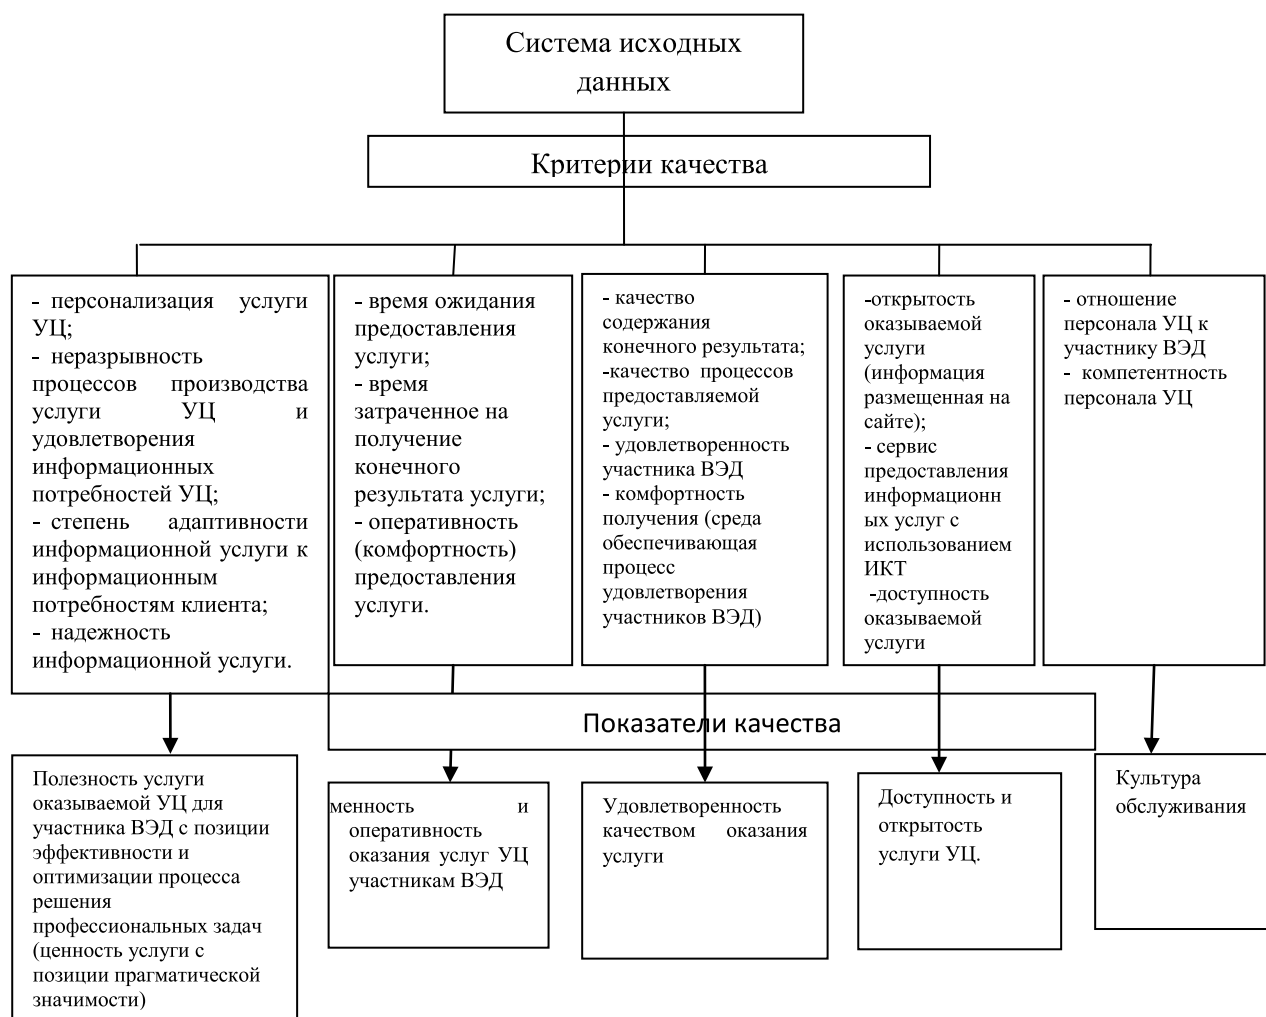 Система исходных
данных
Критерии качества
- персонализация услуги
УЦ;
- неразрывность
процессов производства
услуги УЦ и
удовлетворения
информационных
потребностей УЦ;
- степень адаптивности
информационной услуги к
информационным
потребностям клиента;
- надежность
информационной услуги.
- время ожидания
предоставления
услуги;
- время
затраченное на
получение
конечного
результата услуги;
- оперативность
(комфортность)
предоставления
услуги.
- качество
содержания
конечного результата;
-качество процессов
предоставляемой
услуги;
- удовлетворенность
участника ВЭД
- комфортность
получения (среда
обеспечивающая
процесс
удовлетворения
участников ВЭД)
-открытость
оказываемой
услуги
(информация
размещенная на
сайте);
- сервис
предоставления
информационн
ых услуг с
использованием
ИКТ
-доступность
оказываемой
услуги
- отношение
персонала УЦ к
участнику ВЭД
- компетентность
персонала УЦ
Показатели качества
Полезность услуги
оказываемой УЦ для
участника ВЭД с позиции
эффективности и
оптимизации процесса
решения
профессиональных задач
(ценность услуги с
позиции прагматической
значимости)
менность и
оперативность
оказания услуг УЦ
участникам ВЭД
Удовлетворенность
качеством оказания
услуги
Доступность и
открытость
услуги УЦ.
Культура
обслуживания